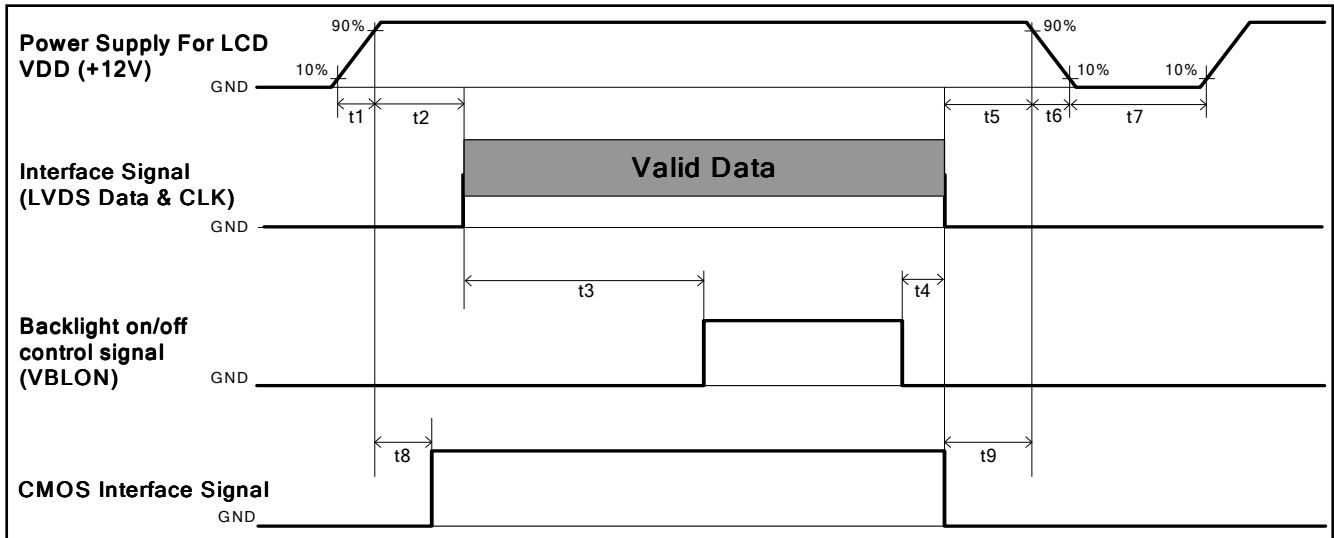 Power Supply For LCD
VDD (+12V)
90%
10%
GND
90%
10%
10%
t1
t2
t5
t6
t7
Interface Signal
(LVDS Data & CLK)
Valid Data
GND
t3
t4
Backlight on/off
control signal
(VBLON)
GND
t8
t9
CMOS Interface Signal
GND